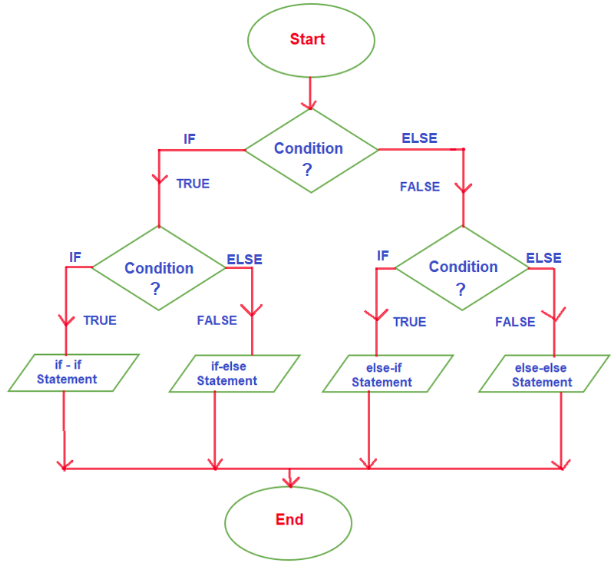 Start
IF
ELSE
Condition
?
TRUE
FALSE
IF
ELSE
IF
ELSE
Condition
?
Condition
?
TRUE
FALSE
TRUE
FALSE
if - if
Statement
if-else
Statement
else-if
Statement
else-else
Statement
End